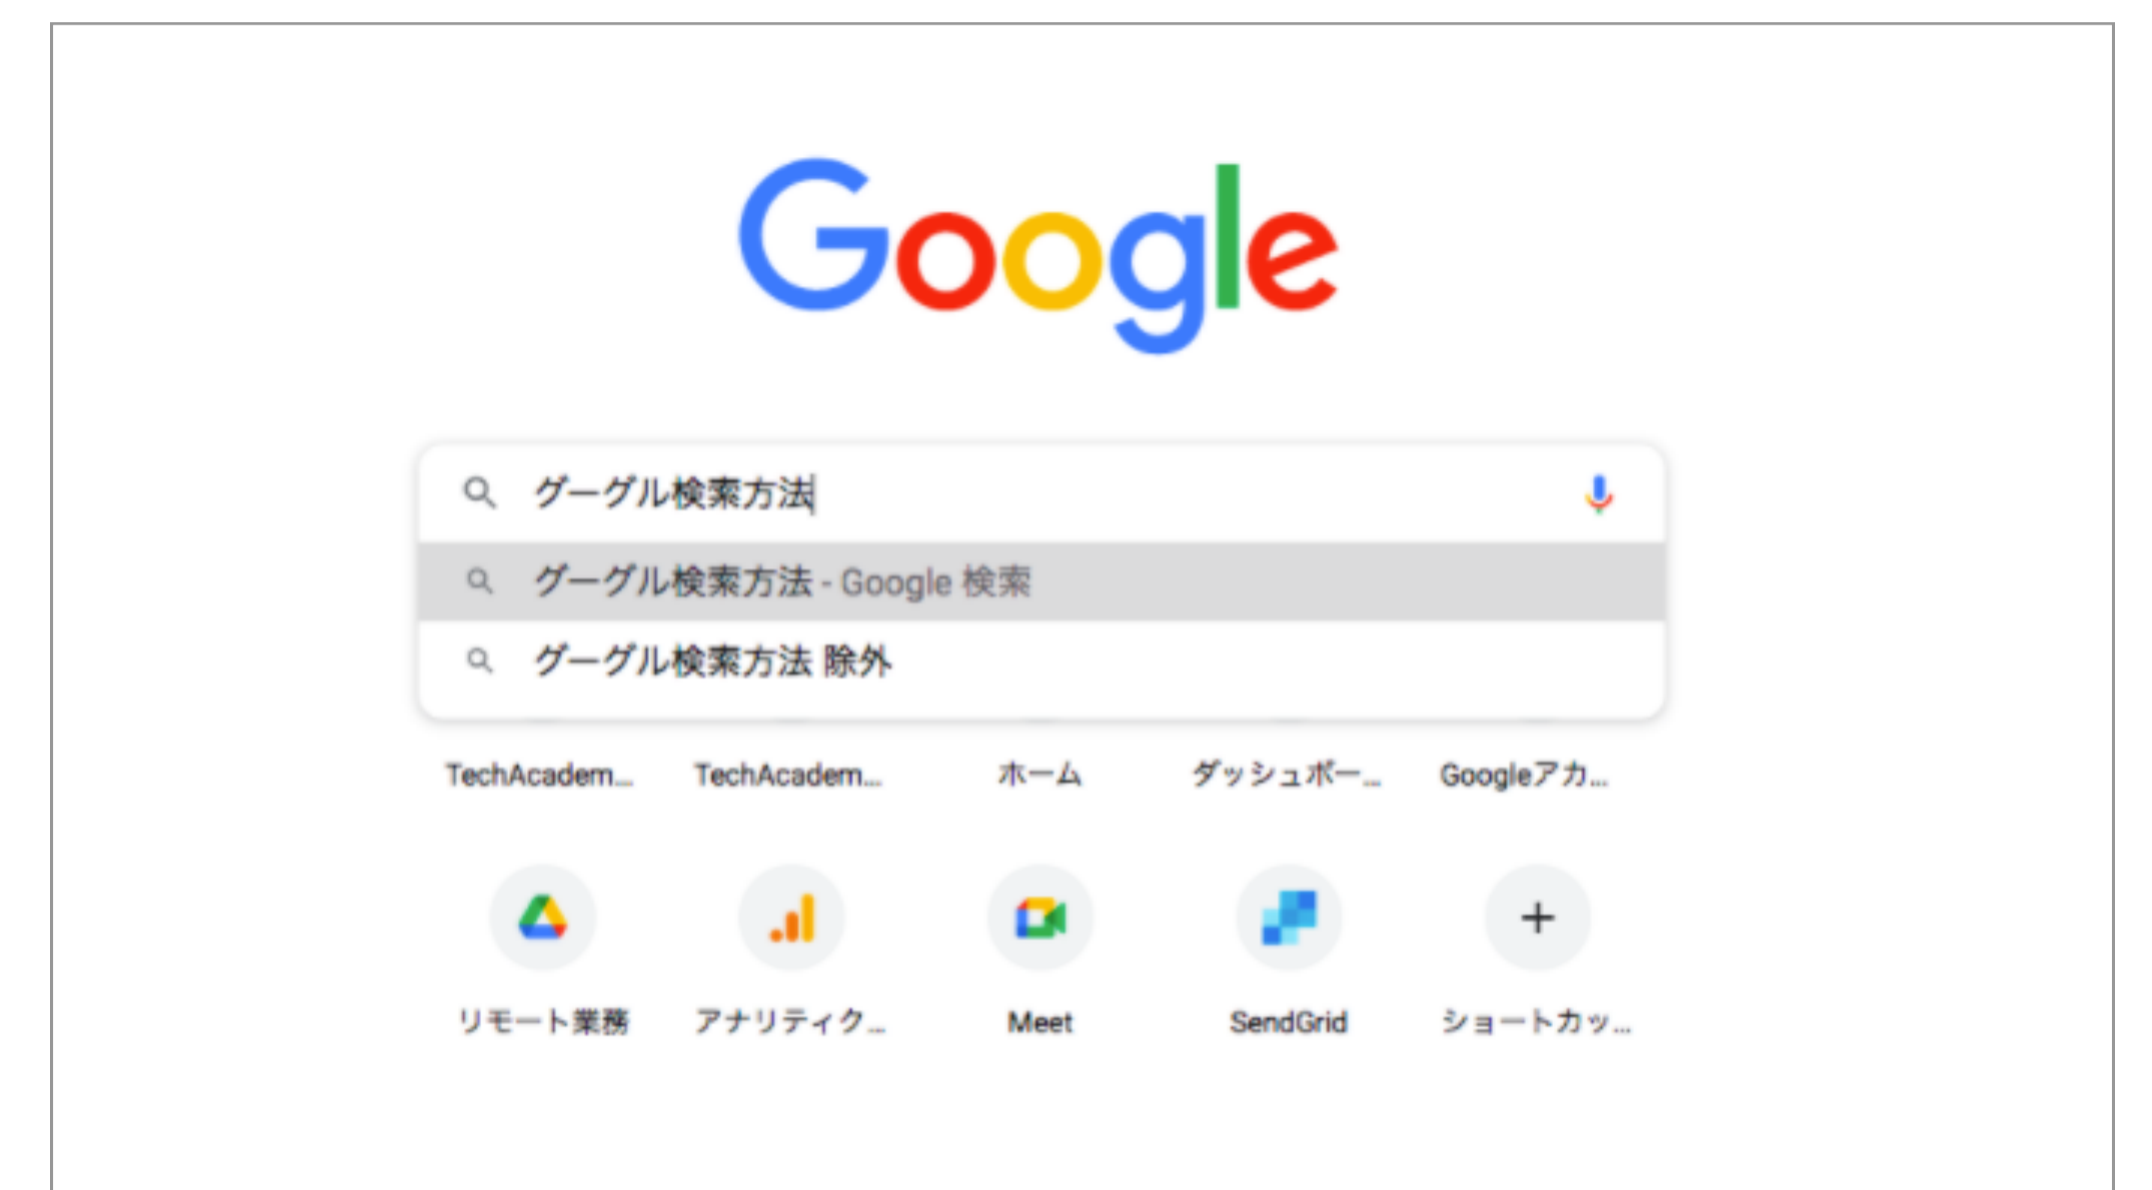 Google
グーグル検索方法
グーグル検索方法 - Google 検索
グーグル検索方法 除外
TechAcadem... TechAcadem... ホーム ダッシュボー... Googleアカ...
リモート業務 アナリティク... Meet SendGrid ショートカッ...